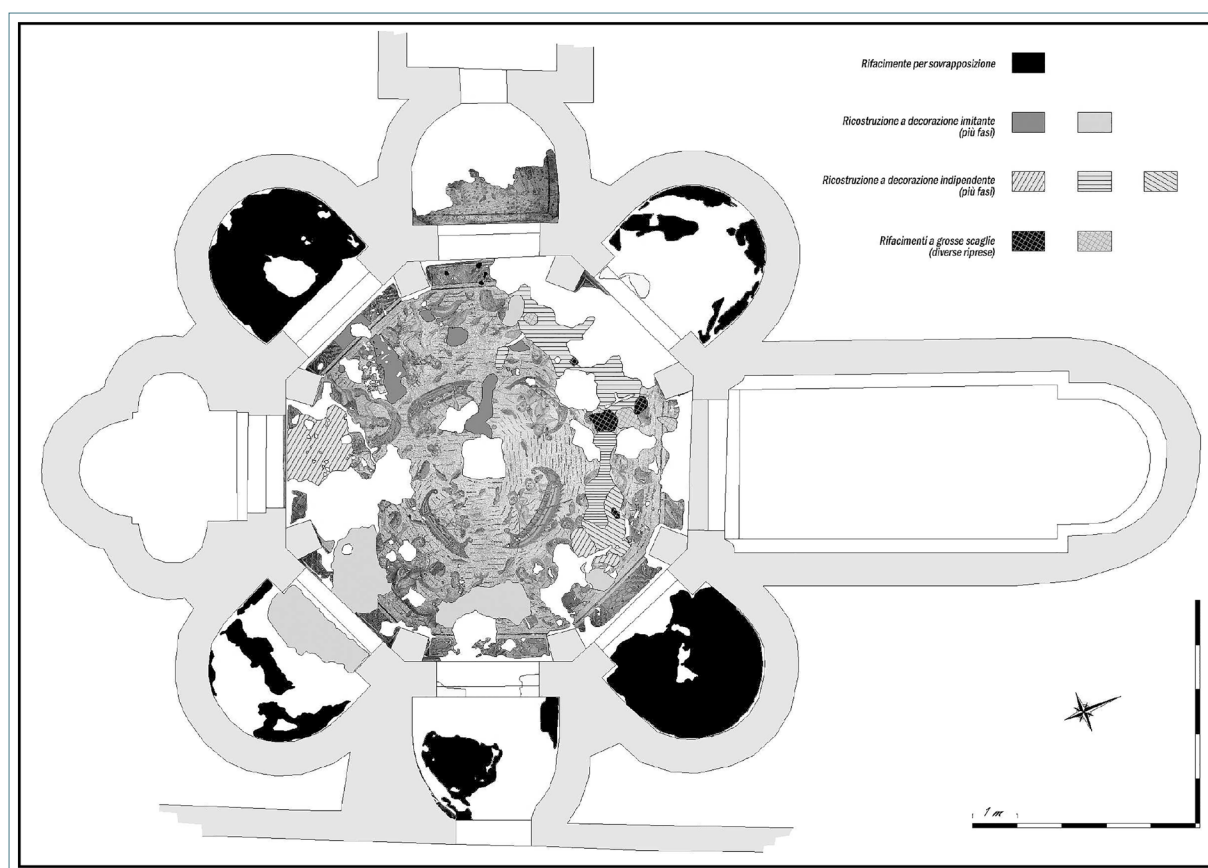 Rifacimente per sovrapposizione
Ricostruzione a decorazione imitante
(più fasi)
Ricostruzione a decorazione indipendente
(più fasi)
Rifacimenti a grosse scaglie
(diverse riprese)
1 m